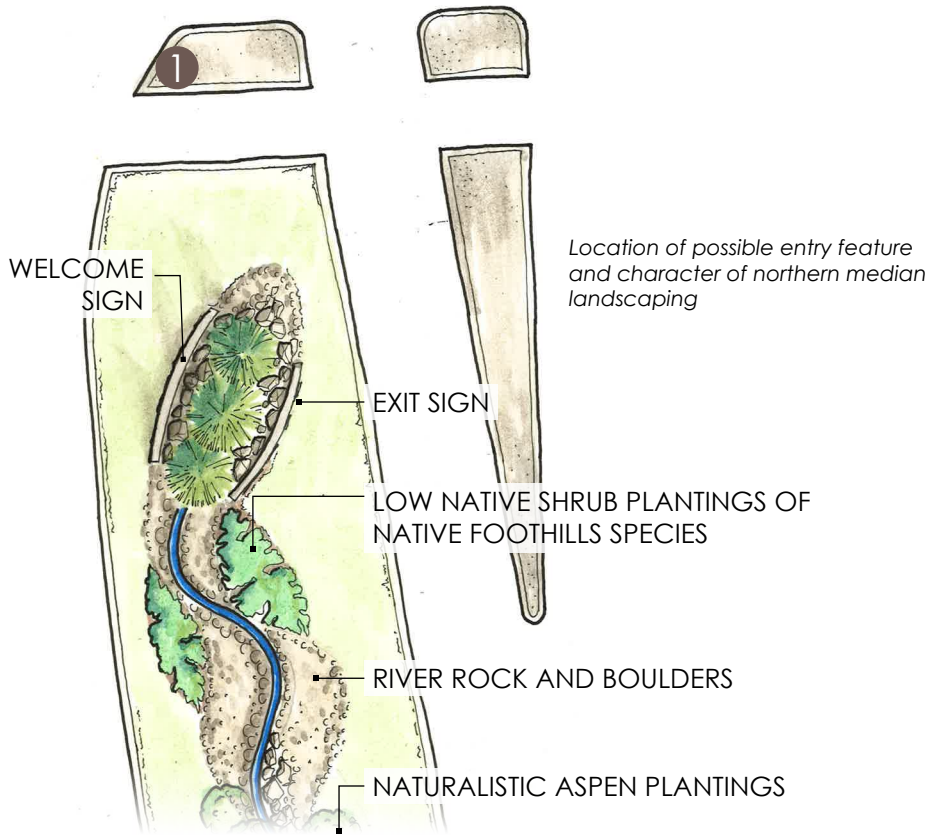 1
Location of possible entry feature
and character of northern median
landscaping
WELCOME
SIGN
EXIT SIGN
LOW NATIVE SHRUB PLANTINGS OF
NATIVE FOOTHILLS SPECIES
RIVER ROCK AND BOULDERS
NATURALISTIC ASPEN PLANTINGS